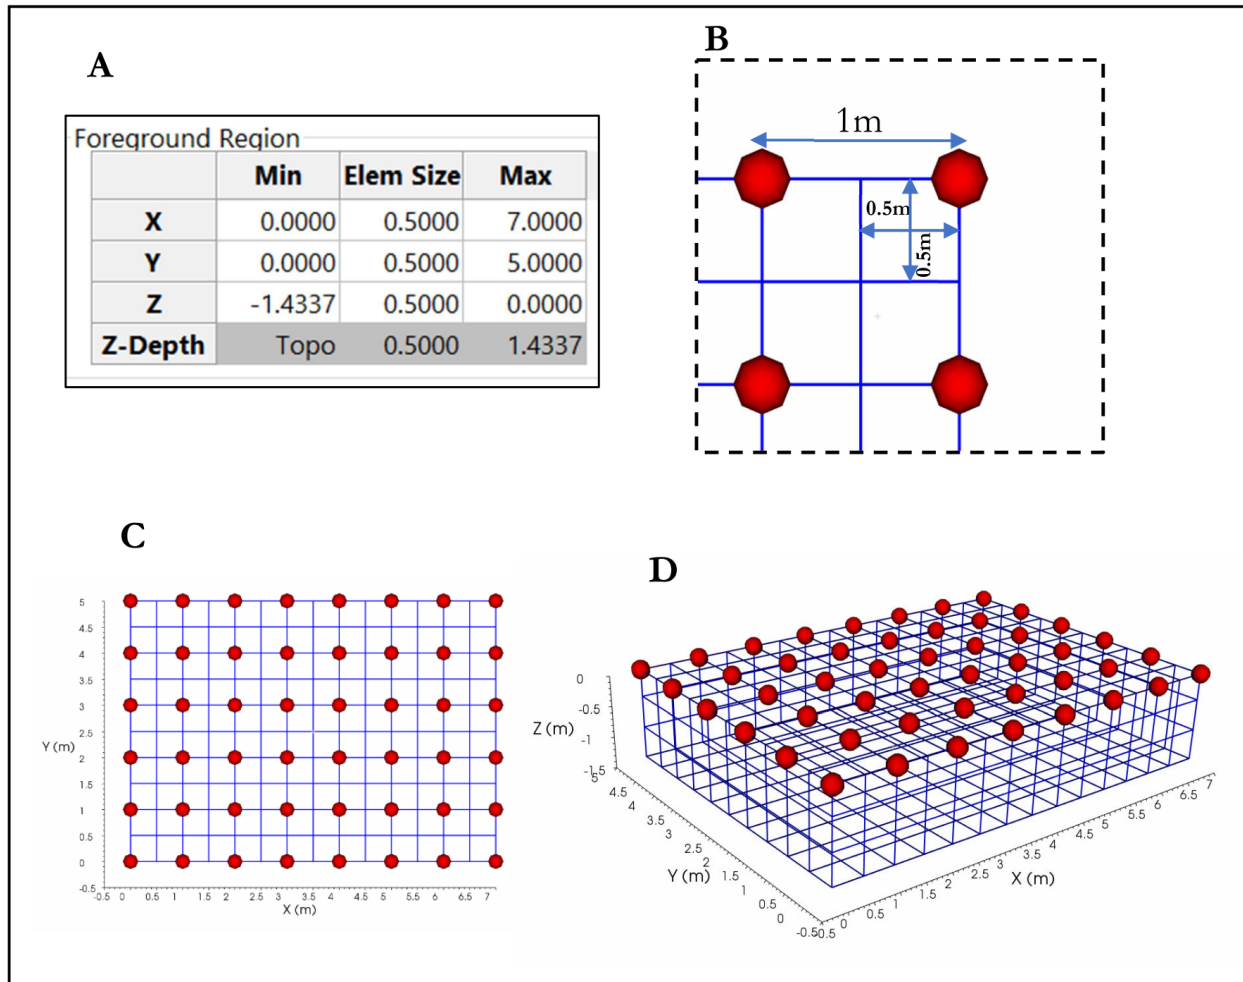 A
Foreground Region
Min Elem Size Max
X 0.0000 0.5000 7.0000
Y 0.0000 0.5000 5.0000
Z -1.4337 0.5000 0.0000
Z-Depth Topo 0.5000 1.4337
B
1m
0.5m
0.5m
C
5
4.5
4
3.5
3
2.5
Y (m)
2
1.5
1
0.5
0
-0.5
-0.5 0 0.5 1 1.5 2 2.5 3 3.5 4 4.5 5 5.5 6 6.5 7
X (m)
D
0
-0.5
Z (m)
-1
-1.5
5
4.5
4
3.5
3
2.5
2
Y (m)
1.5
1
0.5
0
-0.5
-0.5 0 0.5 1 1.5 2 2.5 3 3.5 4 4.5 5 5.5 6 6.5 7
X (m)